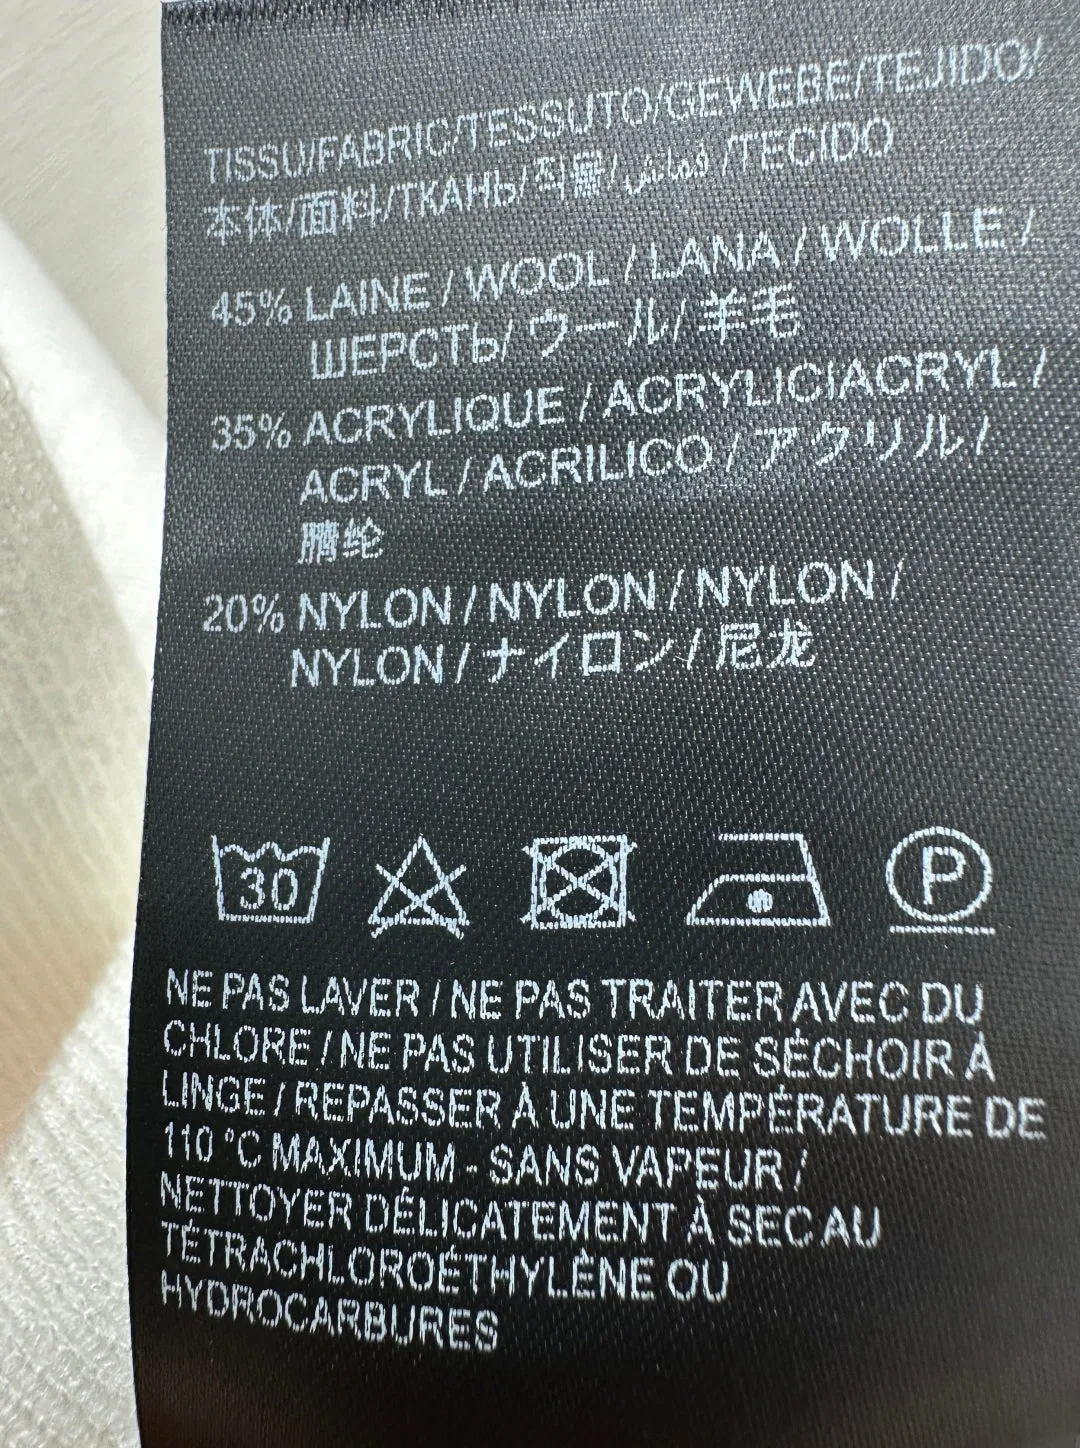 TISSU/FABRIC/TESSUTO/GEWEBE/TEJIDO/
本体/面料/ТКАНЬ/직물/قماش/TECIDO
45% LAINE / WOOL / LANA / WOLLE /
ШЕРСТЬ/ ウール/ 羊毛
35% ACRYLIQUE / ACRYLIC/ACRYL /
ACRYL / ACRILICO / アクリル /
腈纶
20% NYLON / NYLON / NYLON /
NYLON / ナイロン / 尼龙
30
P
NE PAS LAVER / NE PAS TRAITER AVEC DU
CHLORE / NE PAS UTILISER DE SÉCHOIR À
LINGE / REPASSER À UNE TEMPÉRATURE DE
110 °C MAXIMUM - SANS VAPEUR /
NETTOYER DÉLICATEMENT À SEC AU
TÉTRACHLOROÉTHYLÈNE OU
HYDROCARBURES